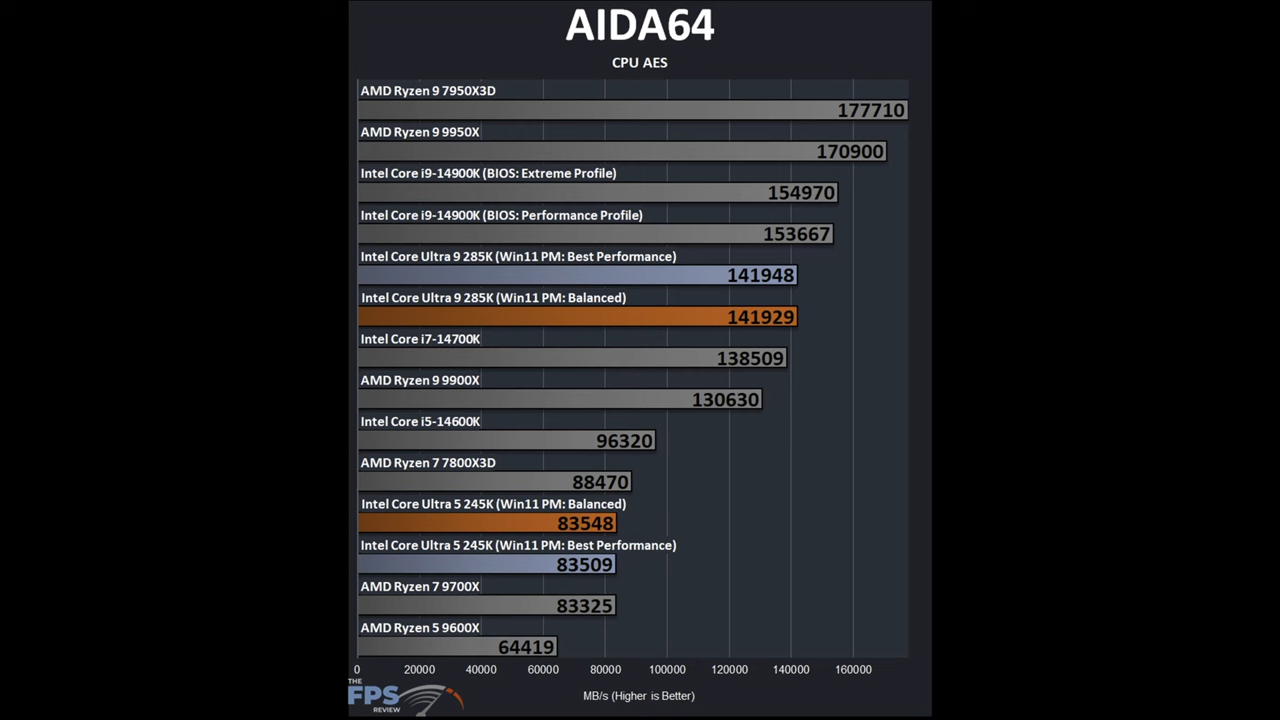 AIDA64
CPU AES
AMD Ryzen 9 7950X3D
177710
AMD Ryzen 9 9950X
170900
Intel Core i9-14900K (BIOS: Extreme Profile)
154970
Intel Core i9-14900K (BIOS: Performance Profile)
153667
Intel Core Ultra 9 285K (Win11 PM: Best Performance)
141948
Intel Core Ultra 9 285K (Win11 PM: Balanced)
141929
Intel Core i7-14700K
138509
AMD Ryzen 9 9900X
130630
Intel Core i5-14600K
96320
AMD Ryzen 7 7800X3D
88470
Intel Core Ultra 5 245K (Win11 PM: Balanced)
83548
Intel Core Ultra 5 245K (Win11 PM: Best Performance)
83509
AMD Ryzen 7 9700X
83325
AMD Ryzen 5 9600X
64419
0 20000 40000 60000 80000 100000 120000 140000 160000
MB/s (Higher is Better)
THE
FPS
REVIEW